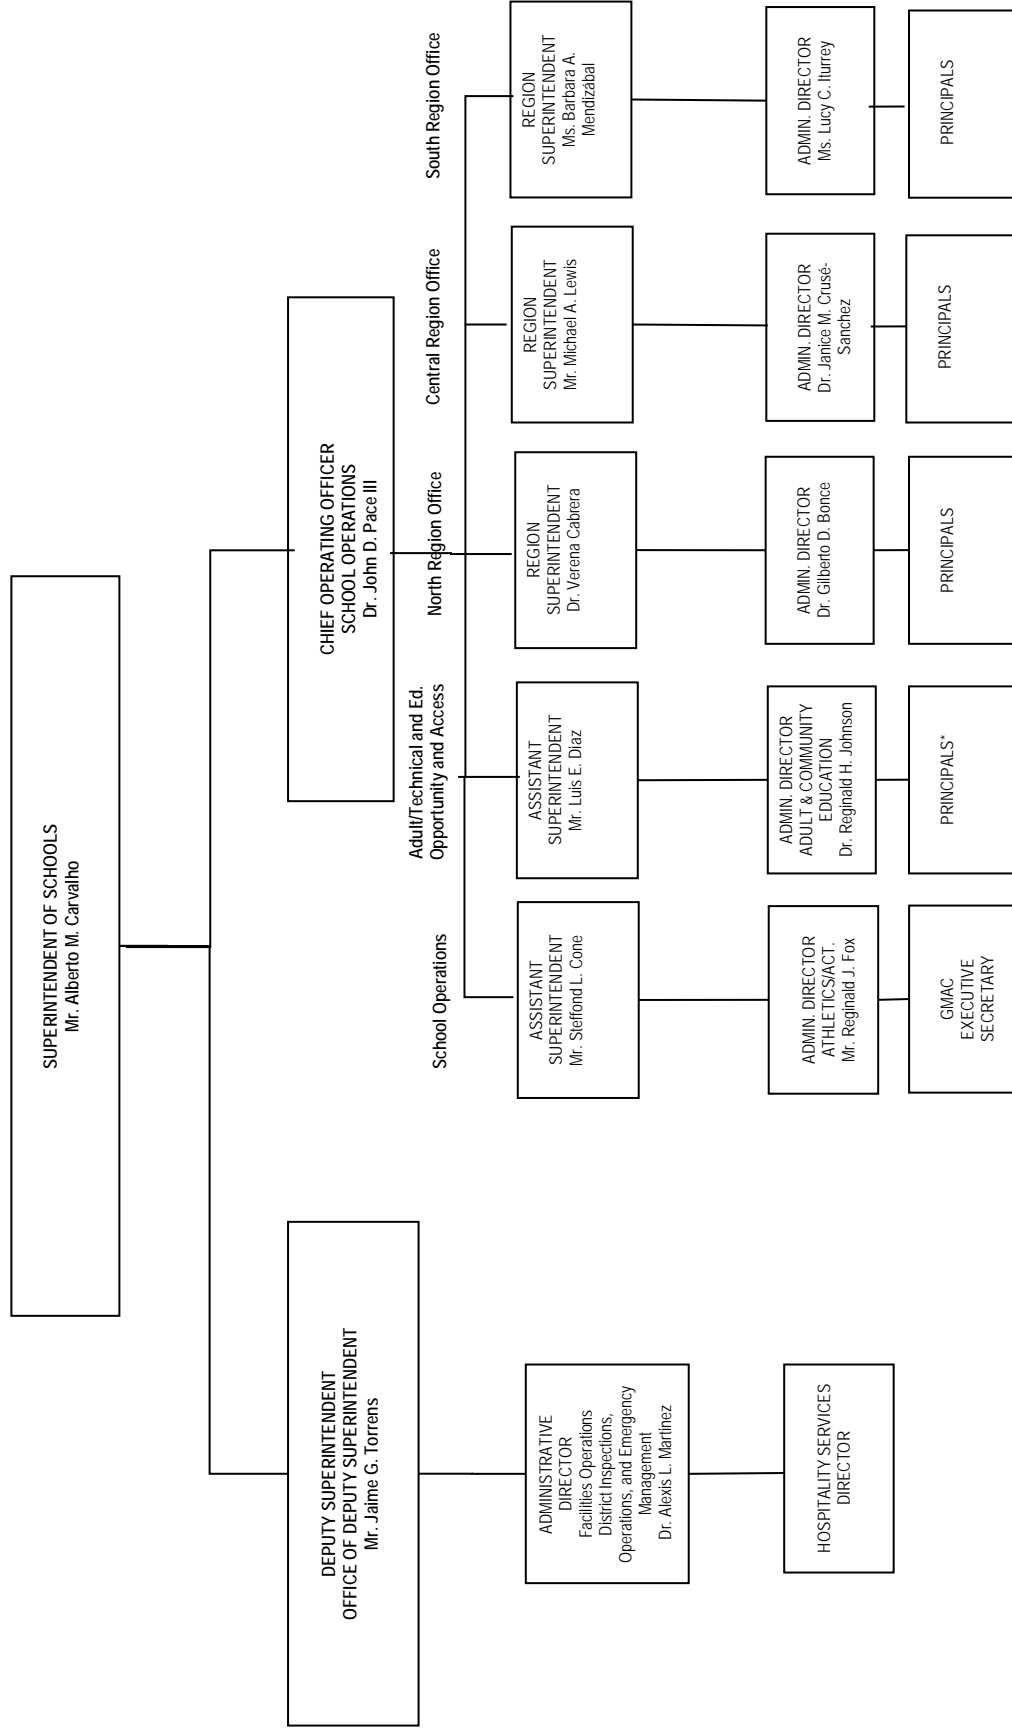 SUPERINTENDENT OF SCHOOLS
Mr. Alberto M. Carvalho
DEPUTY SUPERINTENDENT
OFFICE OF DEPUTY SUPERINTENDENT
Mr. Jaime G. Torrens
CHIEF OPERATING OFFICER
SCHOOL OPERATIONS
Dr. John D. Pace III
ADMINISTRATIVE
DIRECTOR
Facilities Operations
District Inspections,
Operations, and Emergency
Management
Dr. Alexis L. Martinez
HOSPITALITY SERVICES
DIRECTOR
School Operations
ASSISTANT
SUPERINTENDENT
Mr. Steffond L. Cone
ADMIN. DIRECTOR
ATHLETICS/ACT.
Mr. Reginald J. Fox
GMAC
EXECUTIVE
SECRETARY
Adult/Technical and Ed.
Opportunity and Access
ASSISTANT
SUPERINTENDENT
Mr. Luis E. Diaz
ADMIN. DIRECTOR
ADULT & COMMUNITY
EDUCATION
Dr. Reginald H. Johnson
PRINCIPALS*
North Region Office
REGION
SUPERINTENDENT
Dr. Verena Cabrera
ADMIN. DIRECTOR
Dr. Gilberto D. Bonce
PRINCIPALS
Central Region Office
REGION
SUPERINTENDENT
Mr. Michael A. Lewis
ADMIN. DIRECTOR
Dr. Janice M. Crusé-
Sanchez
PRINCIPALS
South Region Office
REGION
SUPERINTENDENT
Ms. Barbara A.
Mendizábal
ADMIN. DIRECTOR
Ms. Lucy C. Iturrey
PRINCIPALS